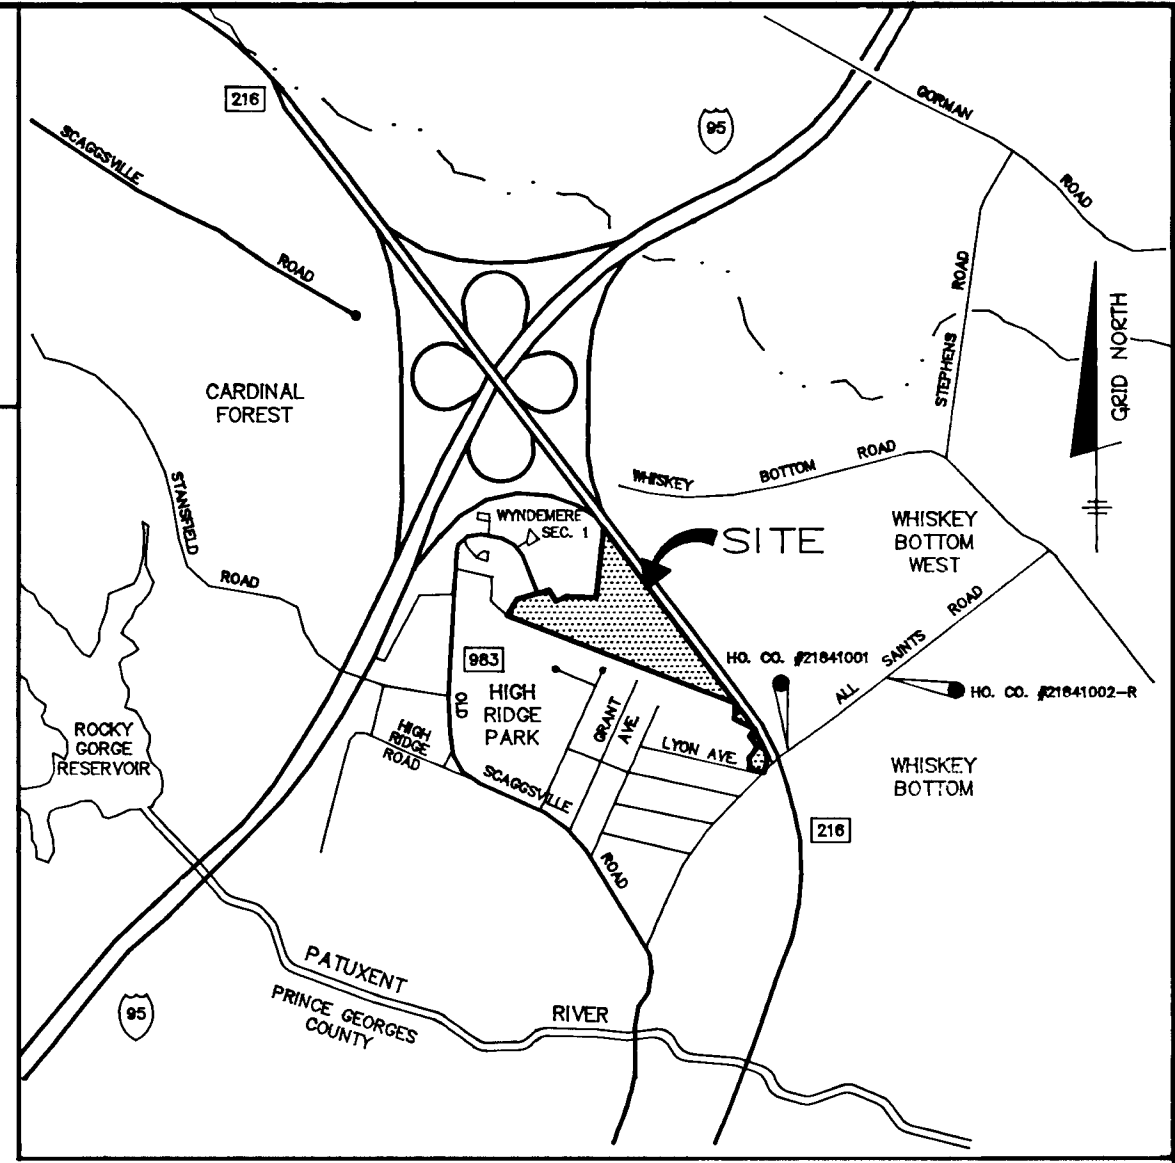 216
95
GORMAN
ROAD
SCAGGSVILLE
ROAD
STEPHENS ROAD
GRID NORTH
CARDINAL
FOREST
STANSFIELD
ROAD
WHISKEY BOTTOM ROAD
WYNDEMERE
SEC. 1
SITE
WHISKEY
BOTTOM
WEST
983
HO. CO. #21841001
ALL SAINTS ROAD
HO. CO. #21841002-R
OLD
HIGH
RIDGE
PARK
GRANT
AVE.
LYON AVE.
HIGH
RIDGE
ROAD
SCAGGSVILLE
ROAD
ROCKY
GORGE
RESERVOIR
WHISKEY
BOTTOM
216
PATUXENT
RIVER
PRINCE GEORGES
COUNTY
95